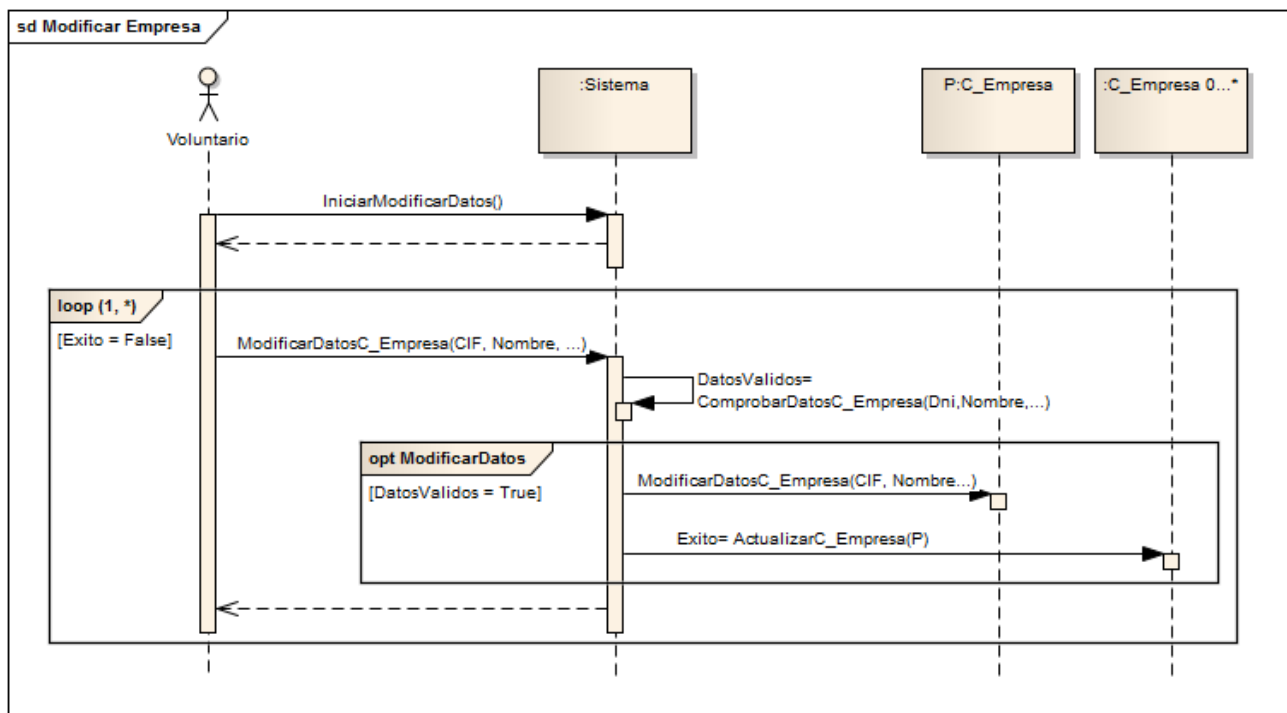 sd Modificar Empresa
Voluntario
:Sistema
P:C_Empresa
:C_Empresa 0...*
IniciarModificarDatos()
loop (1, *)
[Exito = False]
ModificarDatosC_Empresa(CIF, Nombre, ...)
DatosValidos=
ComprobarDatosC_Empresa(Dni,Nombre,...)
opt ModificarDatos
[DatosValidos = True]
ModificarDatosC_Empresa(CIF, Nombre...)
Exito= ActualizarC_Empresa(P)